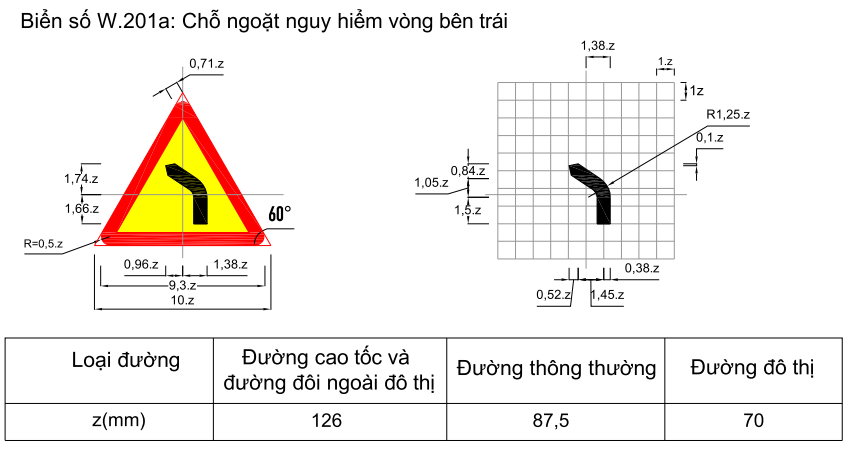 Biển số W.201a: Chỗ ngoặt nguy hiểm vòng bên trái
0,71.z
1,74.z
1,66.z
60°
R=0,5.z
0,96.z
1,38.z
9,3.z
10.z
1,38.z
1.z
1z
R1,25.z
0,1.z
0,84.z
1,05.z
1,5.z
0,38.z
0,52.z
1,45.z
Loại đường
Đường cao tốc và
đường đôi ngoài đô thị
Đường thông thường
Đường đô thị
z(mm)
126
87,5
70